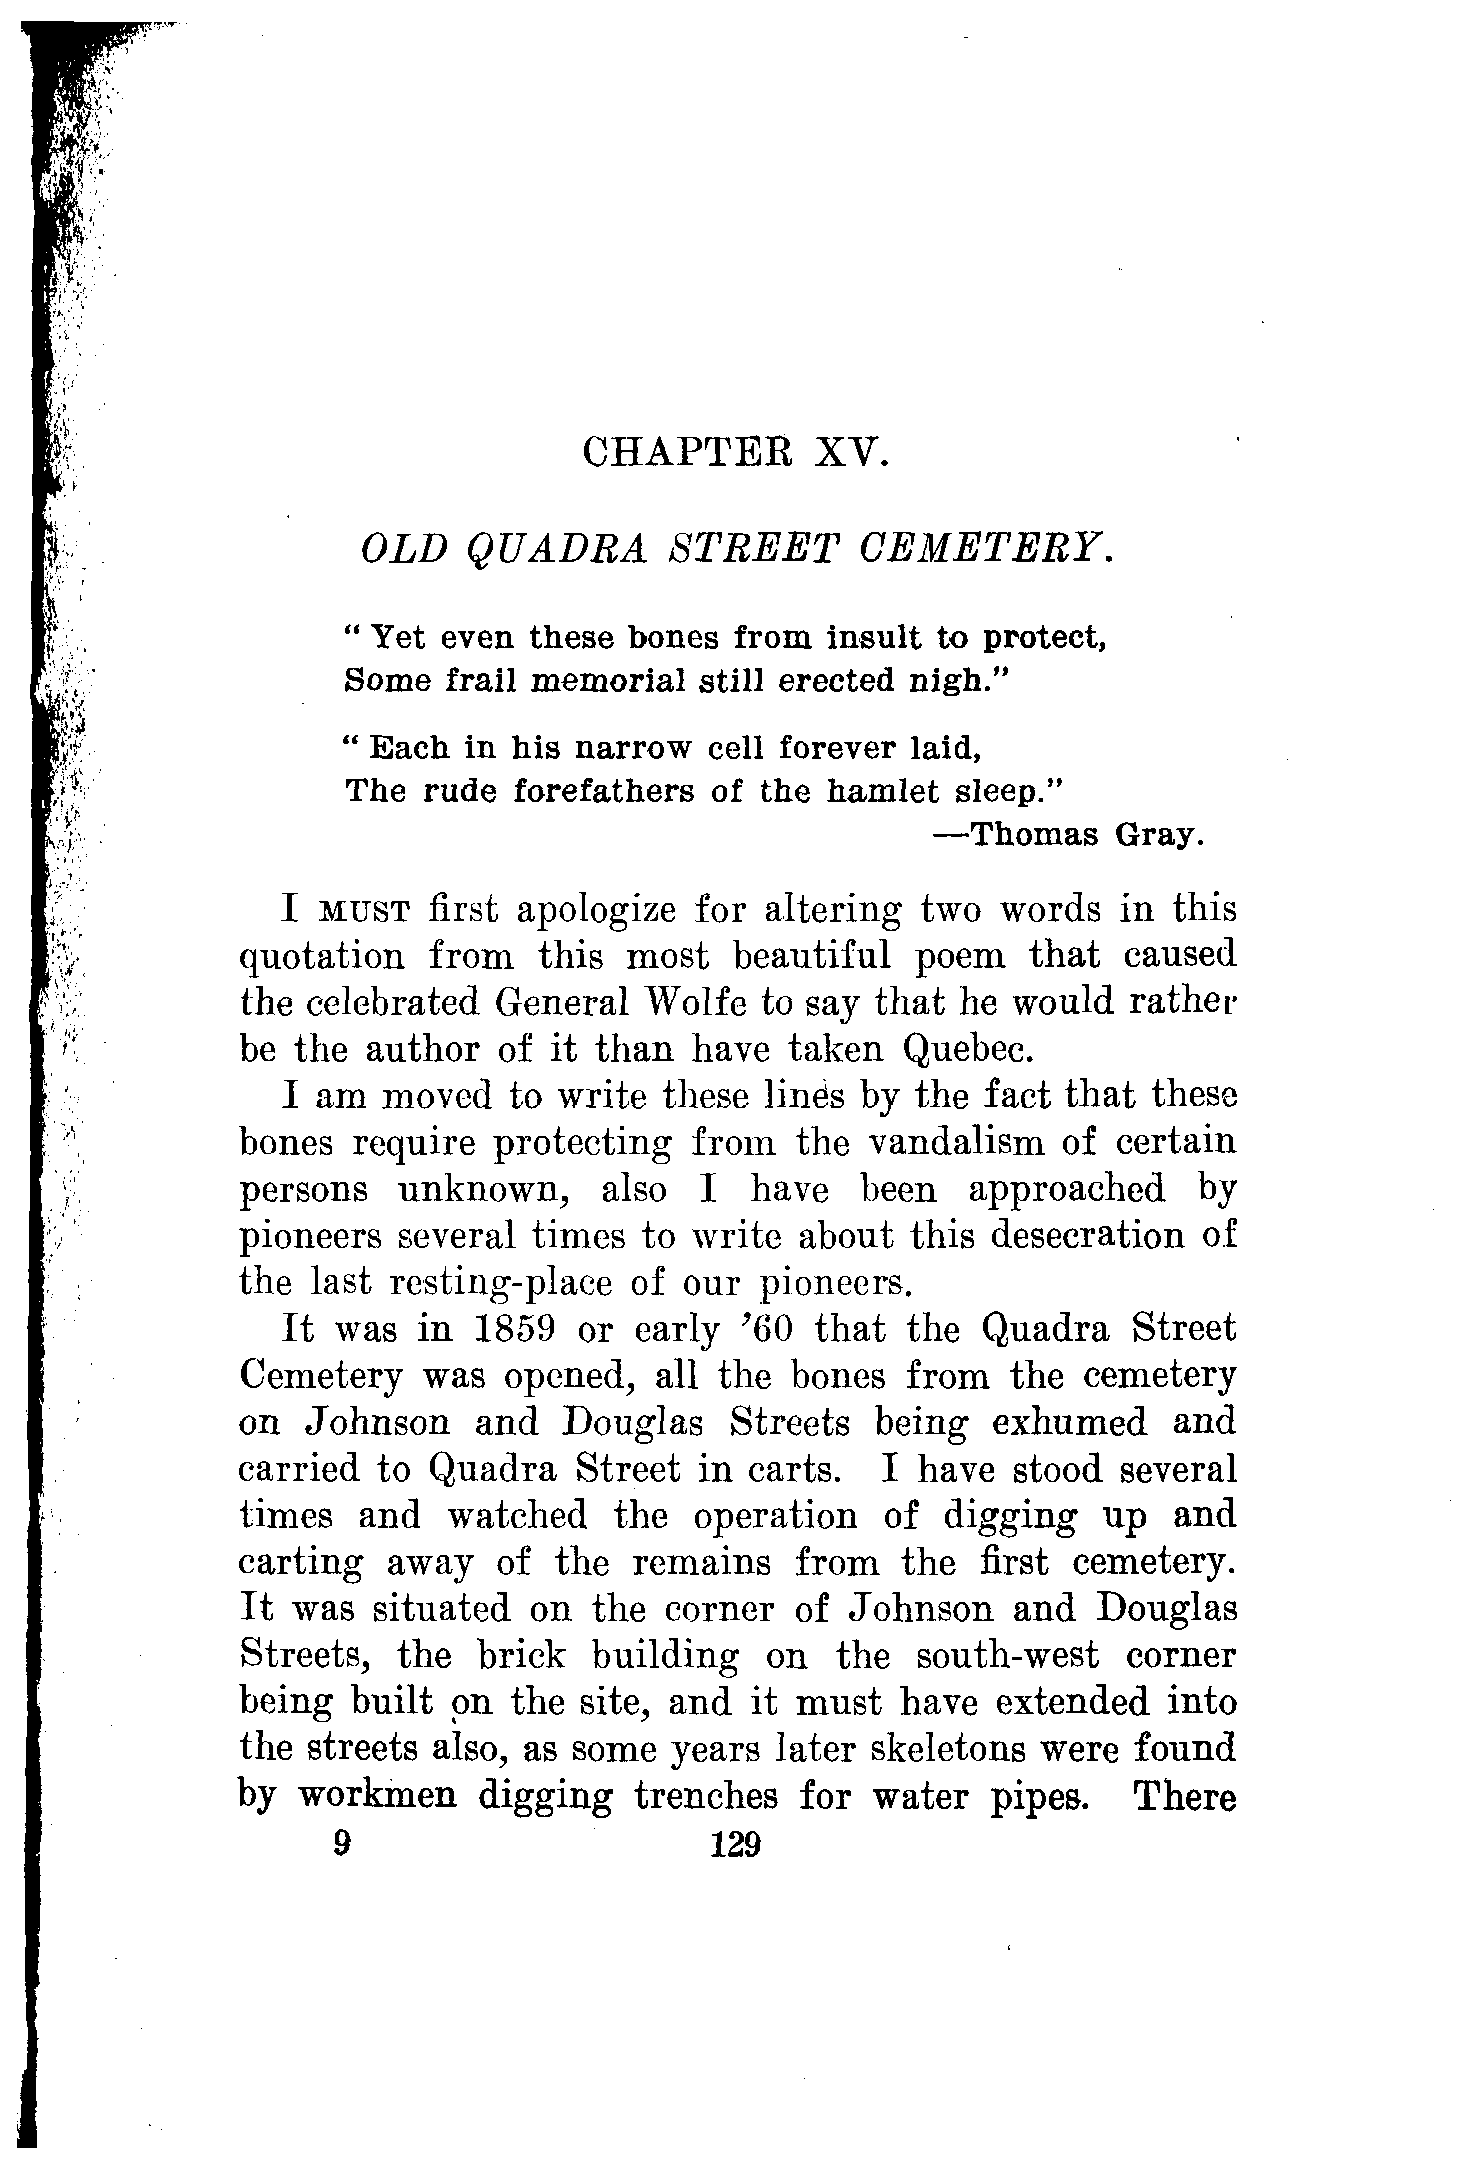 CHAPTER XV.
OLD QUADRA STREET CEMETERY.
" Yet even these bones from insult to protect,
Some frail memorial still erected nigh."
" Each in his narrow cell forever laid,
The rude forefathers of the hamlet sleep."
—Thomas Gray.
I MUST first apologize for altering two words in this
quotation from this most beautiful poem that caused
the celebrated General Wolfe to say that he would rather
be the author of it than have taken Quebec.
I am moved to write these lines by the fact that these
bones require protecting from the vandalism of certain
persons unknown, also I have been approached by
pioneers several times to write about this desecration of
the last resting-place of our pioneers.
It was in 1859 or early '60 that the Quadra Street
Cemetery was opened, all the bones from the cemetery
on Johnson and Douglas Streets being exhumed and
carried to Quadra Street in carts. I have stood several
times and watched the operation of digging up and
carting away of the remains from the first cemetery.
It was situated on the corner of Johnson and Douglas
Streets, the brick building on the south-west corner
being built on the site, and it must have extended into
the streets also, as some years later skeletons were found
by workmen digging trenches for water pipes. There
9 129